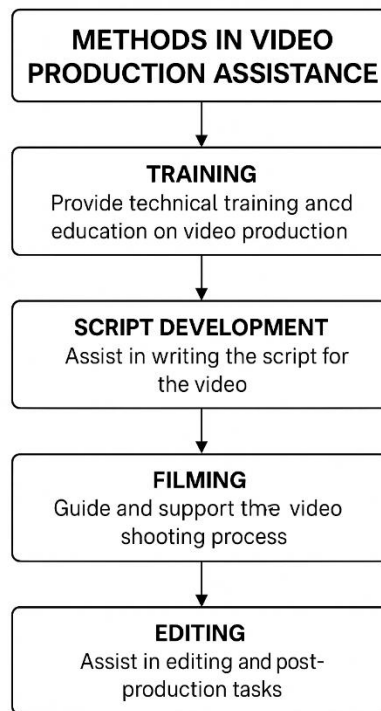 METHODS IN VIDEO
PRODUCTION ASSISTANCE
TRAINING
Provide technical training ancd
education on video production
SCRIPT DEVELOPMENT
Assist in writing the script for
the video
FILMING
Guide and support tme video
shooting process
EDITING
Assist in editing and post-
production tasks